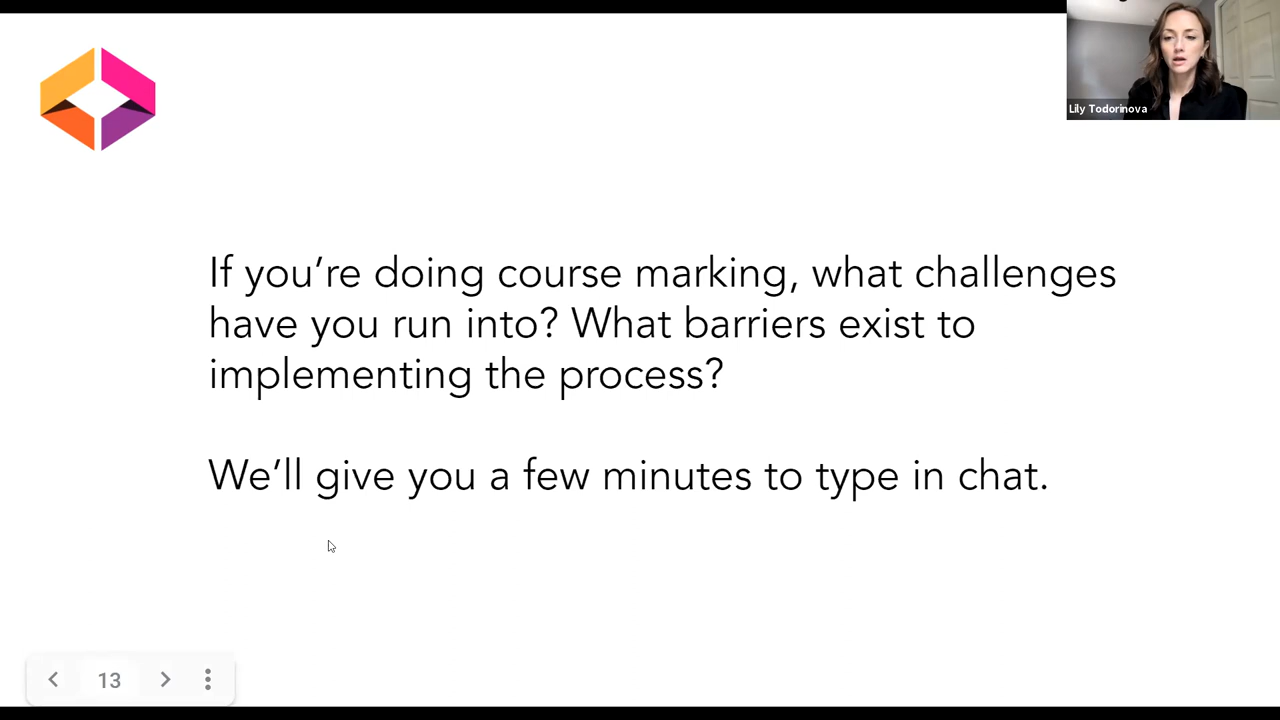 Lily Todorinova
If you’re doing course marking, what challenges
have you run into? What barriers exist to
implementing the process?
We’ll give you a few minutes to type in chat.
13